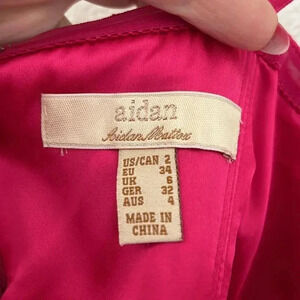 aidan
Aidan Mattox
US/CAN 2
EU 34
UK 6
GER 32
AUS 4
MADE IN
CHINA